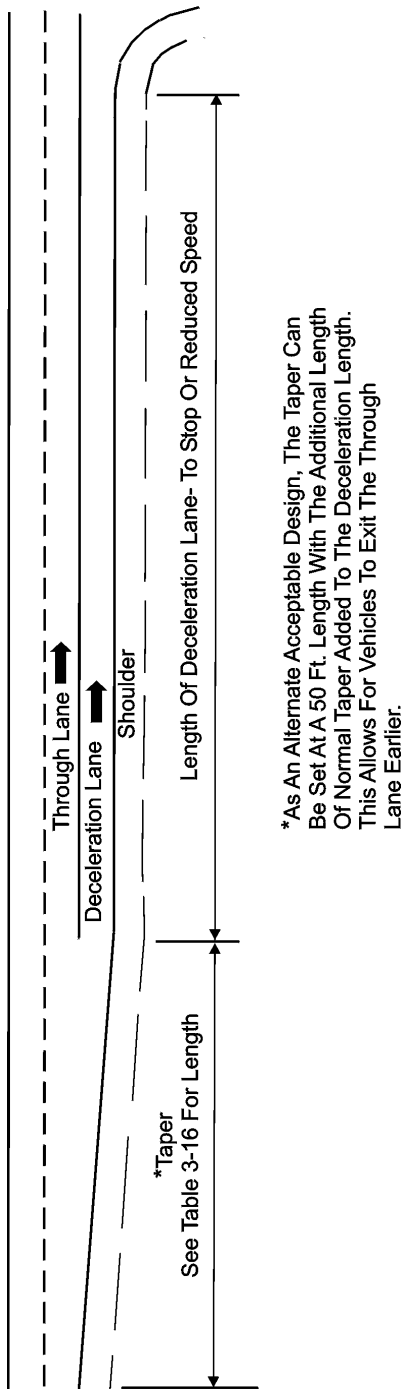 Through Lane
Deceleration Lane
Shoulder
*Taper
See Table 3-16 For Length
Length Of Deceleration Lane- To Stop Or Reduced Speed
*As An Alternate Acceptable Design, The Taper Can
Be Set At A 50 Ft. Length With The Additional Length
Of Normal Taper Added To The Deceleration Length.
This Allows For Vehicles To Exit The Through
Lane Earlier.